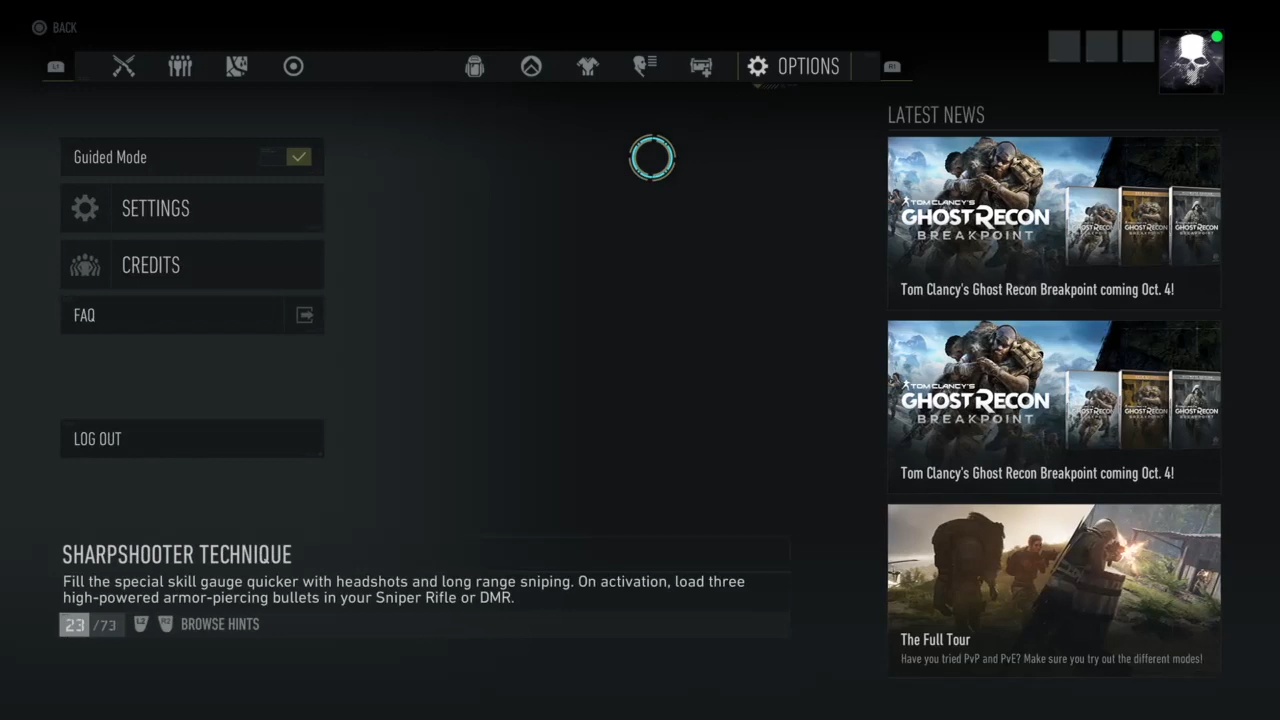 BACK
L1
OPTIONS
R1
LATEST NEWS
Guided Mode
SETTINGS
CREDITS
FAQ
LOG OUT
TOM CLANCY'S
GHOST RECON
BREAKPOINT
Tom Clancy's Ghost Recon Breakpoint coming Oct. 4!
TOM CLANCY'S
GHOST RECON
BREAKPOINT
Tom Clancy's Ghost Recon Breakpoint coming Oct. 4!
SHARPSHOOTER TECHNIQUE
Fill the special skill gauge quicker with headshots and long range sniping. On activation, load three
high-powered armor-piercing bullets in your Sniper Rifle or DMR.
23 /73 L2 R2 BROWSE HINTS
The Full Tour
Have you tried PvP and PvE? Make sure you try out the different modes!